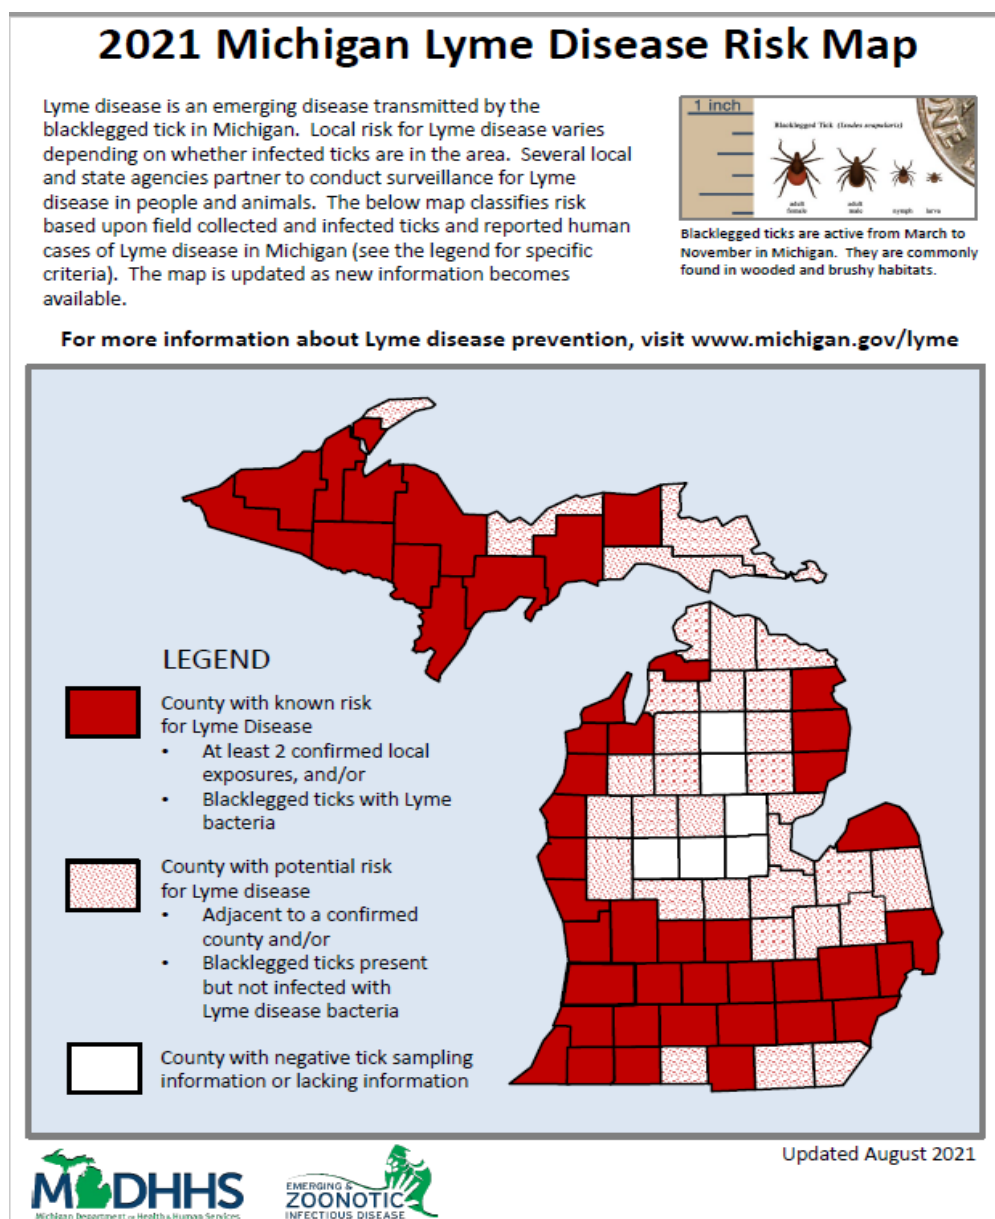 2021 Michigan Lyme Disease Risk Map
Lyme disease is an emerging disease transmitted by the
blacklegged tick in Michigan.  Local risk for Lyme disease varies
depending on whether infected ticks are in the area.  Several local
and state agencies partner to conduct surveillance for Lyme
disease in people and animals.  The below map classifies risk
based upon field collected and infected ticks and reported human
cases of Lyme disease in Michigan (see the legend for specific
criteria).  The map is updated as new information becomes
available.
1 inch
Blacklegged Tick (Ixodes scapularis)
adult female
adult male
nymph
larva
ONE
Blacklegged ticks are active from March to
November in Michigan.  They are commonly
found in wooded and brushy habitats.
For more information about Lyme disease prevention, visit www.michigan.gov/lyme
LEGEND
County with known risk
for Lyme Disease
• At least 2 confirmed local
exposures, and/or
• Blacklegged ticks with Lyme
bacteria
County with potential risk
for Lyme disease
• Adjacent to a confirmed
county and/or
• Blacklegged ticks present
but not infected with
Lyme disease bacteria
County with negative tick sampling
information or lacking information
Updated August 2021
MDHHS
Michigan Department of Health & Human Services
EMERGING &
ZOONOTIC
INFECTIOUS DISEASE